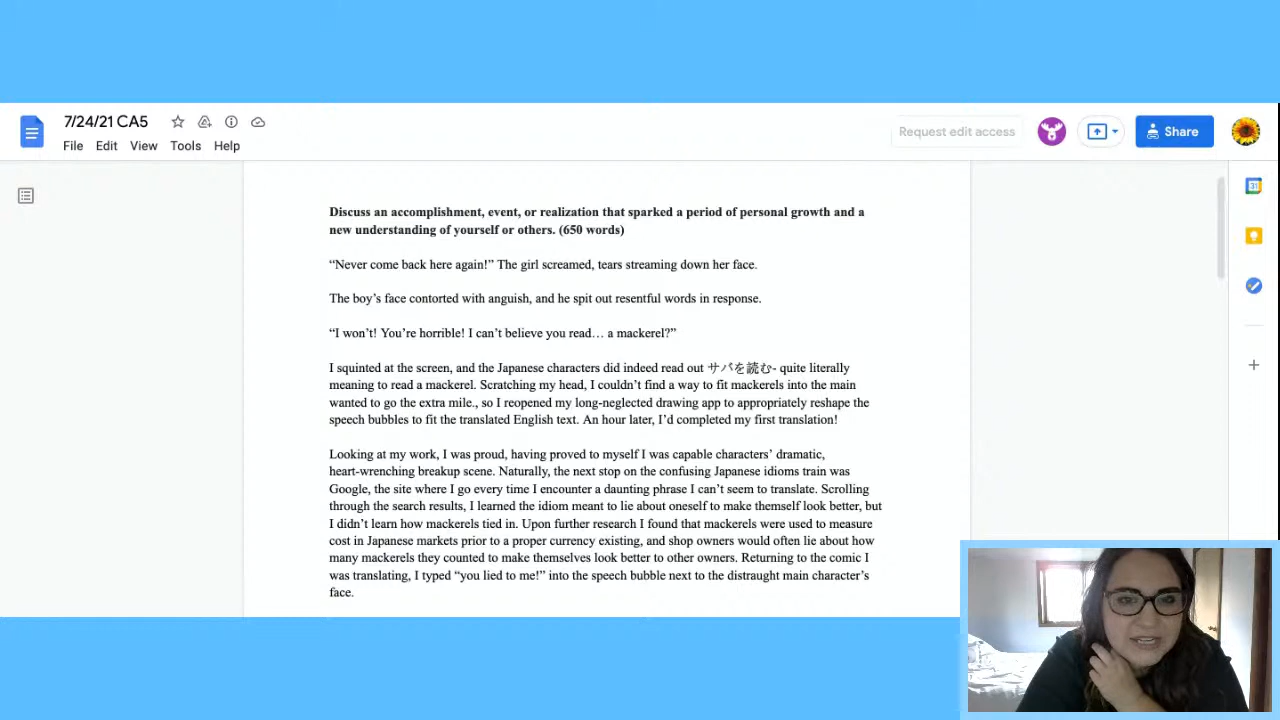 7/24/21 CA5
File Edit View Tools Help
Request edit access
Share
31
Discuss an accomplishment, event, or realization that sparked a period of personal growth and a
new understanding of yourself or others. (650 words)
“Never come back here again!” The girl screamed, tears streaming down her face.
The boy’s face contorted with anguish, and he spit out resentful words in response.
“I won’t! You’re horrible! I can’t believe you read… a mackerel?”
I squinted at the screen, and the Japanese characters did indeed read out サバを読む- quite literally
meaning to read a mackerel. Scratching my head, I couldn’t find a way to fit mackerels into the main
wanted to go the extra mile., so I reopened my long-neglected drawing app to appropriately reshape the
speech bubbles to fit the translated English text. An hour later, I’d completed my first translation!
Looking at my work, I was proud, having proved to myself I was capable characters’ dramatic,
heart-wrenching breakup scene. Naturally, the next stop on the confusing Japanese idioms train was
Google, the site where I go every time I encounter a daunting phrase I can’t seem to translate. Scrolling
through the search results, I learned the idiom meant to lie about oneself to make themself look better, but
I didn’t learn how mackerels tied in. Upon further research I found that mackerels were used to measure
cost in Japanese markets prior to a proper currency existing, and shop owners would often lie about how
many mackerels they counted to make themselves look better to other owners. Returning to the comic I
was translating, I typed “you lied to me!” into the speech bubble next to the distraught main character’s
face.